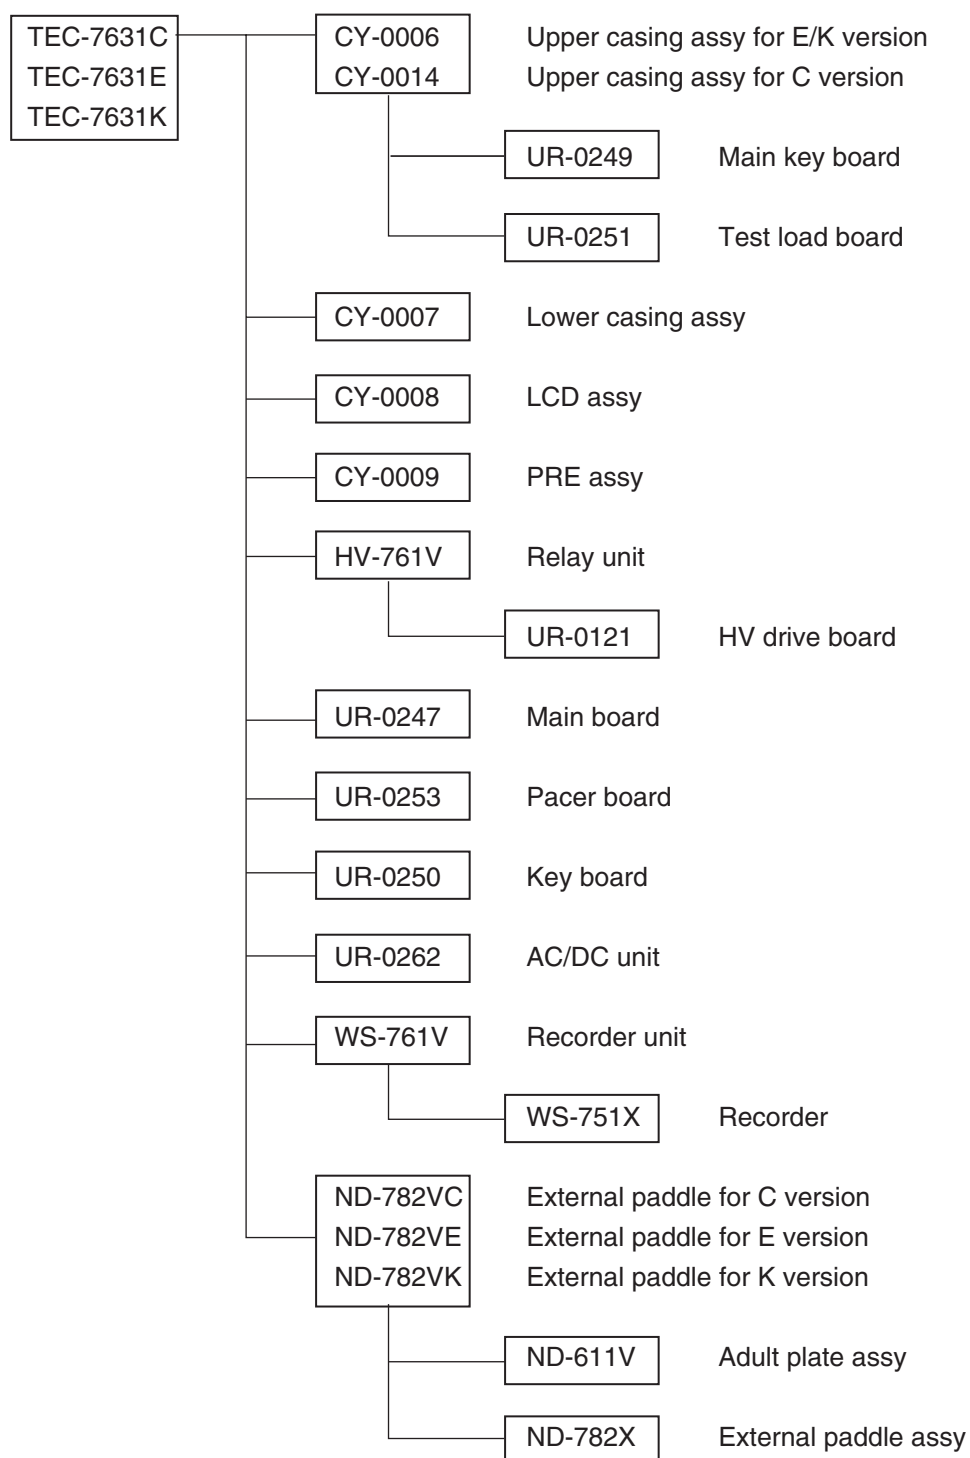 TEC-7631C CY-0006 Upper casing assy for E/K version
TEC-7631E CY-0014 Upper casing assy for C version
TEC-7631K
UR-0249 Main key board
UR-0251 Test load board
CY-0007 Lower casing assy
CY-0008 LCD assy
CY-0009 PRE assy
HV-761V Relay unit
UR-0121 HV drive board
UR-0247 Main board
UR-0253 Pacer board
UR-0250 Key board
UR-0262 AC/DC unit
WS-761V Recorder unit
WS-751X Recorder
ND-782VC External paddle for C version
ND-782VE External paddle for E version
ND-782VK External paddle for K version
ND-611V Adult plate assy
ND-782X External paddle assy